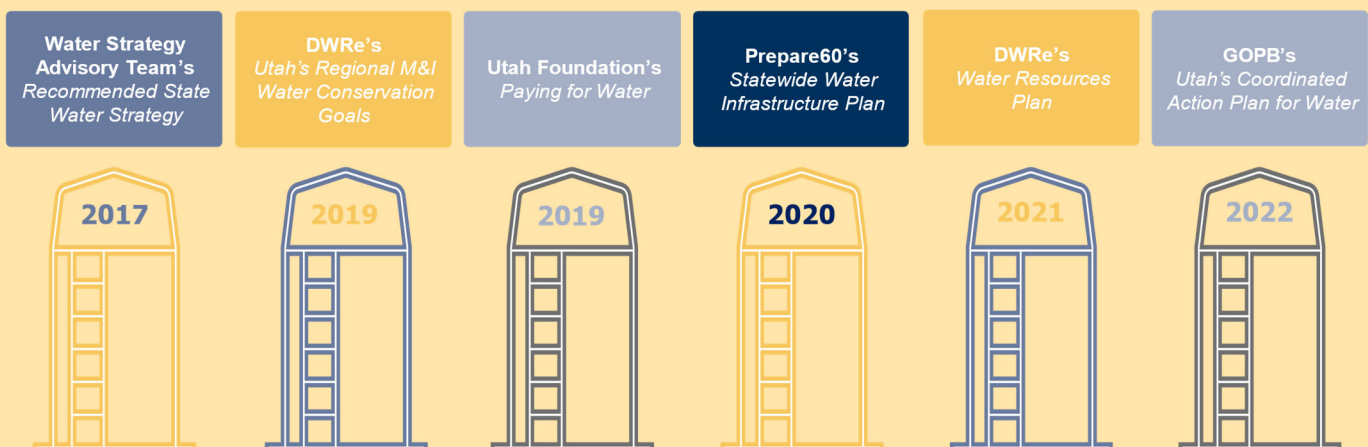 Water Strategy
Advisory Team's
Recommended State
Water Strategy
DWRe's
Utah's Regional M&I
Water Conservation
Goals
Utah Foundation's
Paying for Water
Prepare60's
Statewide Water
Infrastructure Plan
DWRe's
Water Resources
Plan
GOPB's
Utah's Coordinated
Action Plan for Water
2017
2019
2019
2020
2021
2022